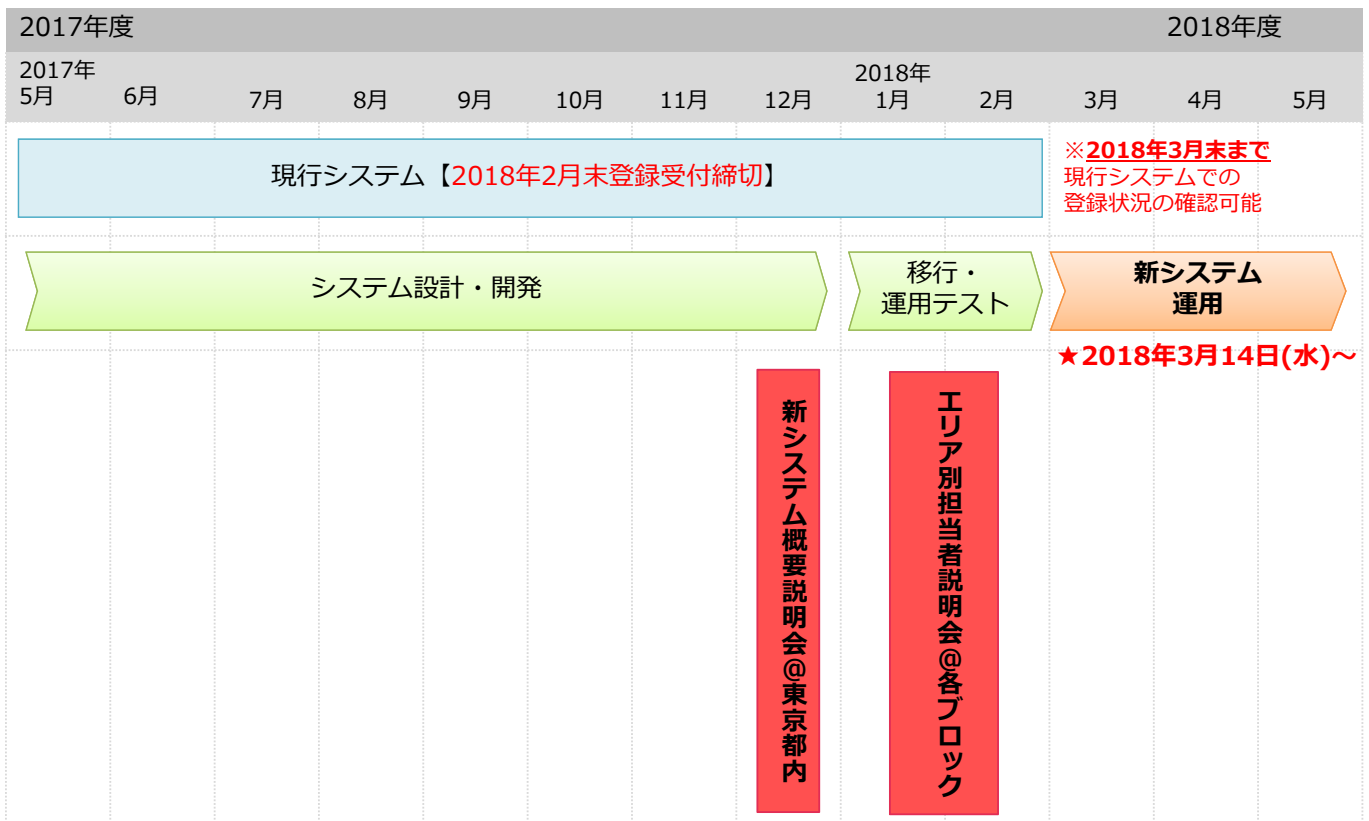 2017年度 2018年度
2017年 2018年
5月 6月 7月 8月 9月 10月 11月 12月 1月 2月 3月 4月 5月
現行システム【2018年2月末登録受付締切】
※2018年3月末まで
現行システムでの
登録状況の確認可能
システム設計・開発
移行・
運用テスト
新システム
運用
★2018年3月14日(水)～
新システム概要説明会@東京都内
エリア別担当者説明会@各ブロック